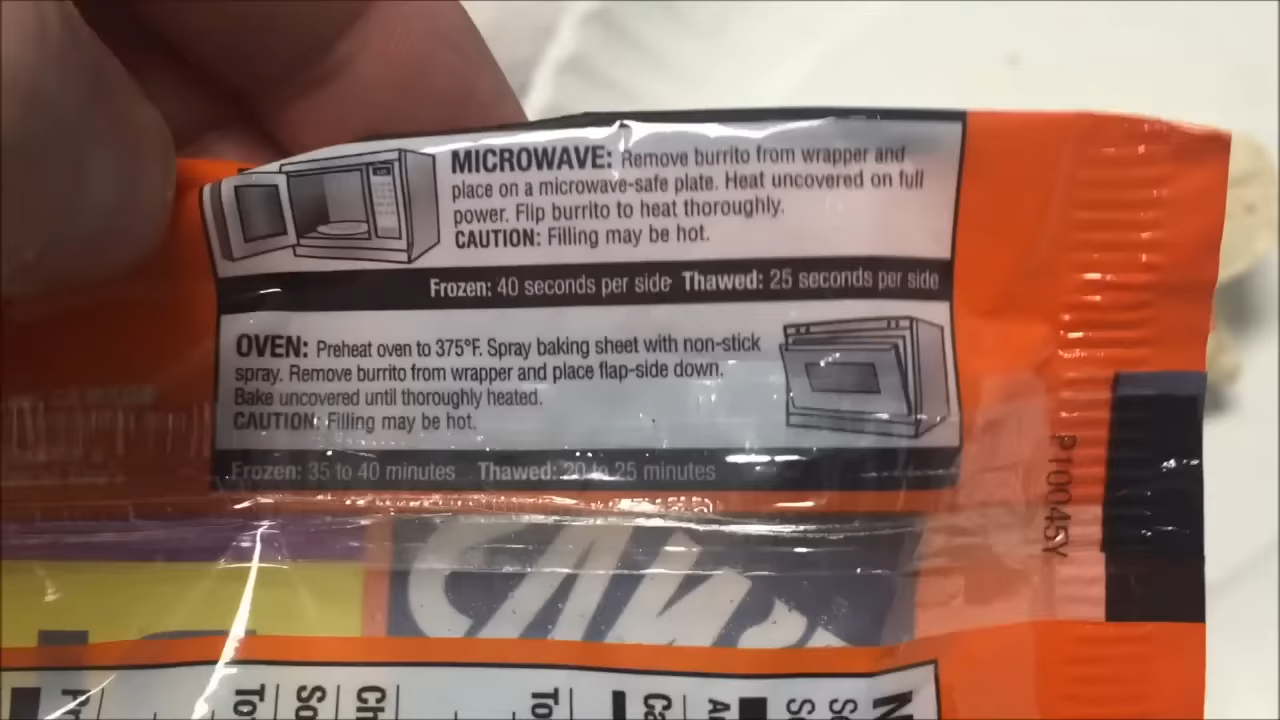 MICROWAVE: Remove burrito from wrapper and
place on a microwave-safe plate. Heat uncovered on full
power. Flip burrito to heat thoroughly.
CAUTION: Filling may be hot.
Frozen: 40 seconds per side Thawed: 25 seconds per side
OVEN: Preheat oven to 375°F. Spray baking sheet with non-stick
spray. Remove burrito from wrapper and place flap-side down.
Bake uncovered until thoroughly heated.
CAUTION: Filling may be hot.
Frozen: 35 to 40 minutes Thawed: 20 to 25 minutes
P10045Y